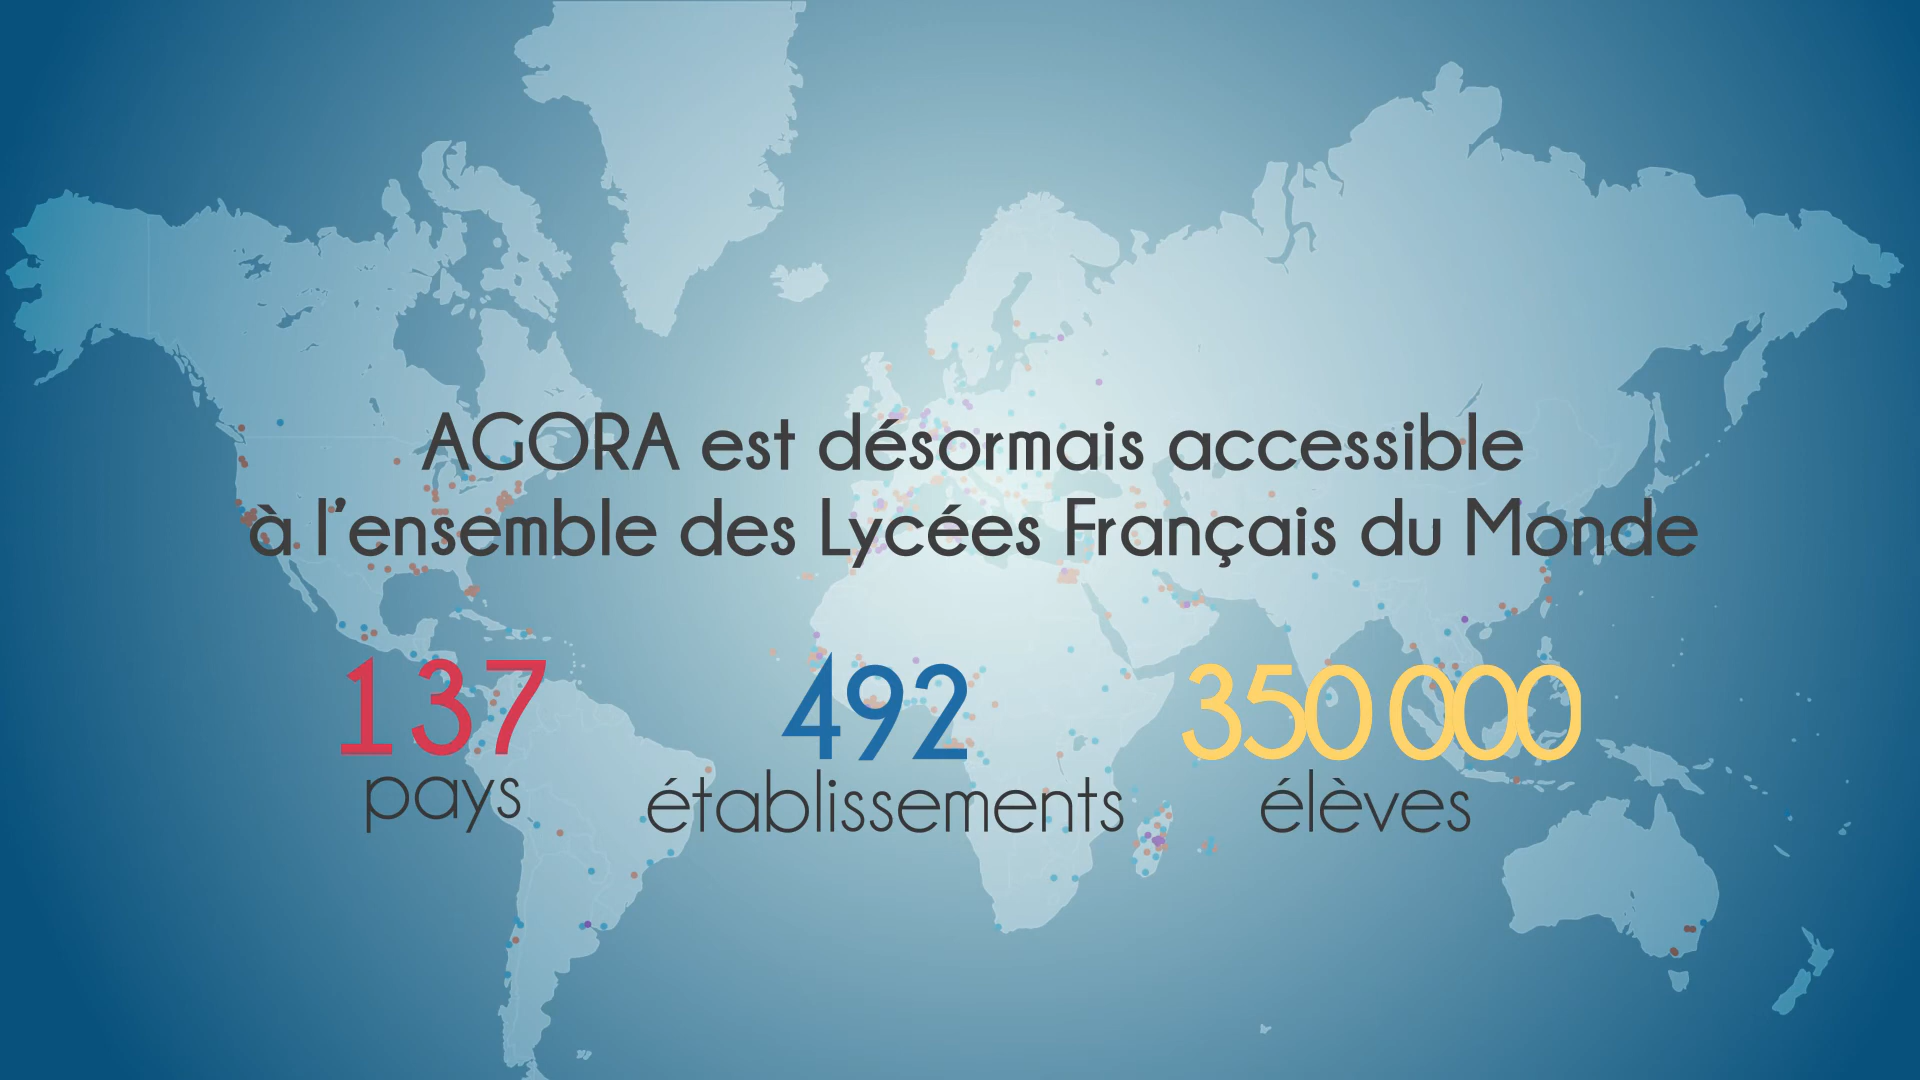 AGORA est désormais accessible
à l'ensemble des Lycées Français du Monde
137 492 350 000
pays établissements élèves